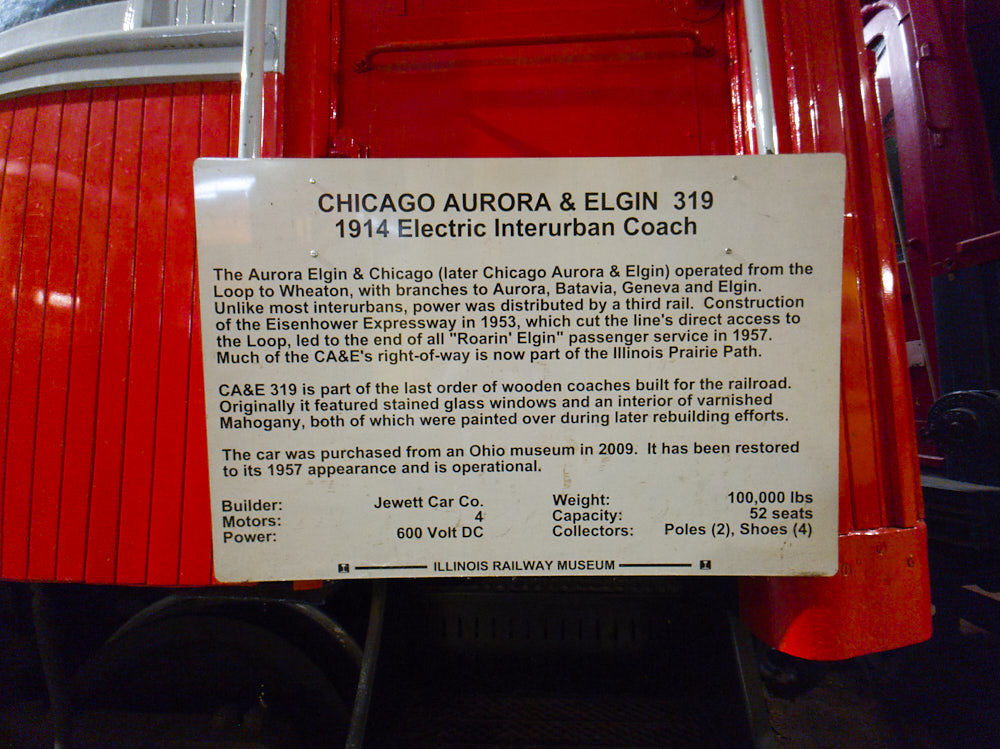 CHICAGO AURORA & ELGIN 319
1914 Electric Interurban Coach
The Aurora Elgin & Chicago (later Chicago Aurora & Elgin) operated from the
Loop to Wheaton, with branches to Aurora, Batavia, Geneva and Elgin.
Unlike most interurbans, power was distributed by a third rail. Construction
of the Eisenhower Expressway in 1953, which cut the line's direct access to
the Loop, led to the end of all "Roarin' Elgin" passenger service in 1957.
Much of the CA&E's right-of-way is now part of the Illinois Prairie Path.
CA&E 319 is part of the last order of wooden coaches built for the railroad.
Originally it featured stained glass windows and an interior of varnished
Mahogany, both of which were painted over during later rebuilding efforts.
The car was purchased from an Ohio museum in 2009. It has been restored
to its 1957 appearance and is operational.
Builder: Jewett Car Co.
Motors: 4
Power: 600 Volt DC
Weight: 100,000 lbs
Capacity: 52 seats
Collectors: Poles (2), Shoes (4)
ILLINOIS RAILWAY MUSEUM